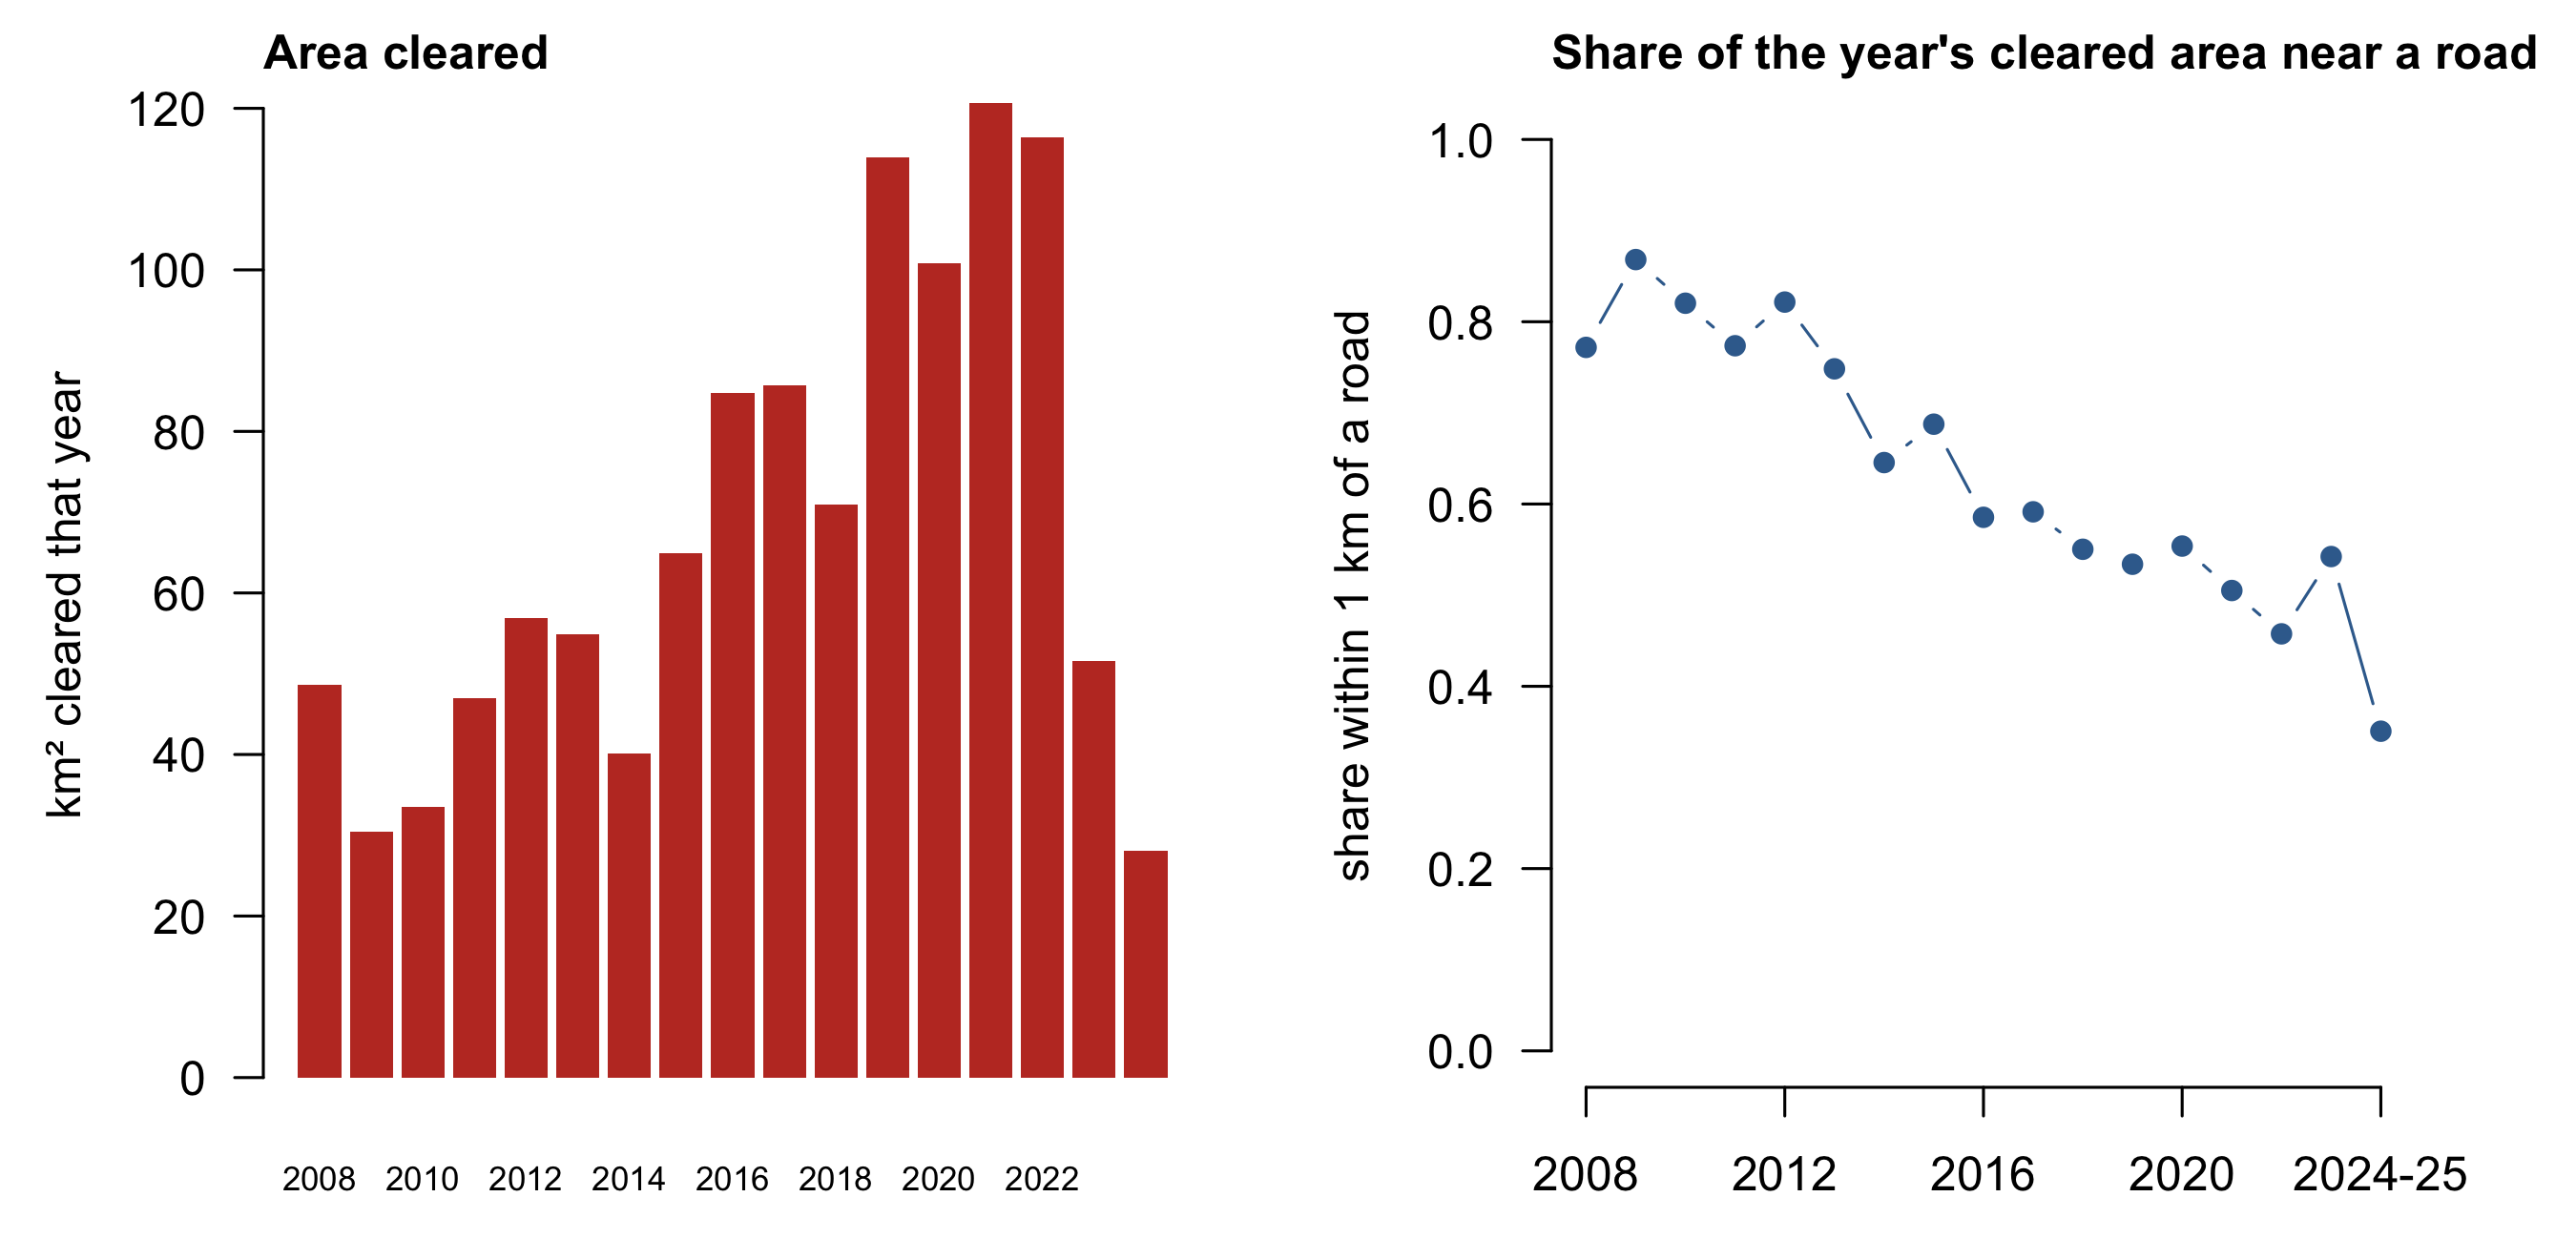 Area cleared
km² cleared that year
120
100
80
60
40
20
0
2008 2010 2012 2014 2016 2018 2020 2022
Share of the year's cleared area near a road
share within 1 km of a road
1.0
0.8
0.6
0.4
0.2
0.0
2008 2012 2016 2020 2024-25